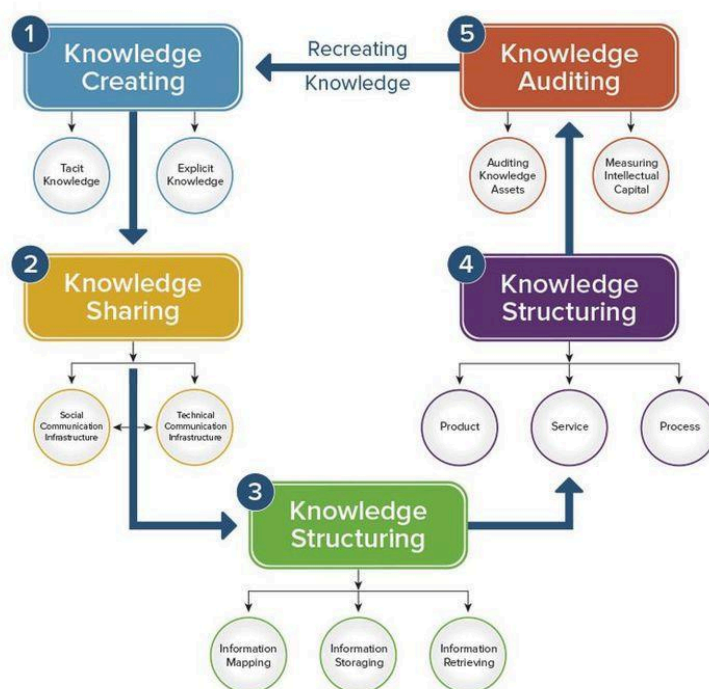 1
Knowledge
Creating
Tacit
Knowledge
Explicit
Knowledge
Recreating
Knowledge
5
Knowledge
Auditing
Auditing
Knowledge
Assets
Measuring
Intellectual
Capital
2
Knowledge
Sharing
Social
Communication
Infrastructure
Technical
Communication
Infrastructure
4
Knowledge
Structuring
Product
Service
Process
3
Knowledge
Structuring
Information
Mapping
Information
Storaging
Information
Retrieving